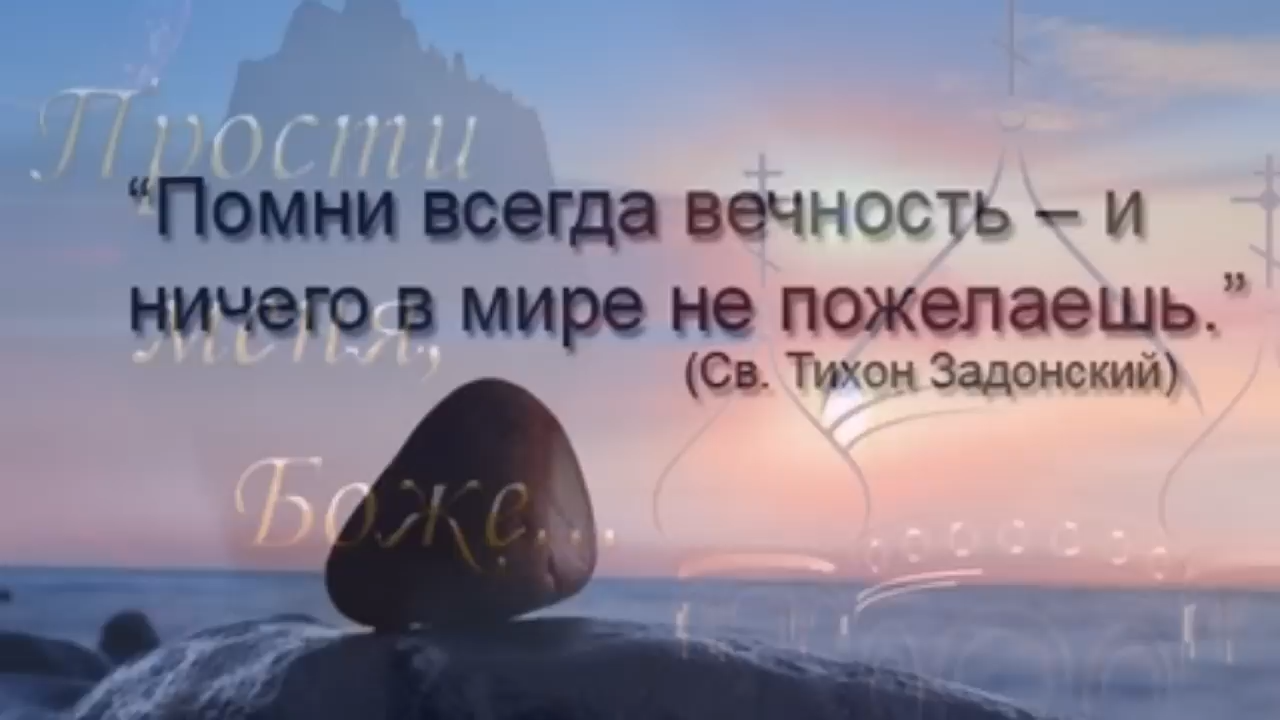 Прости
“Помни всегда вечность – и
ничего в мире не пожелаешь.”
меня,
(Св. Тихон Задонский)
Боже...